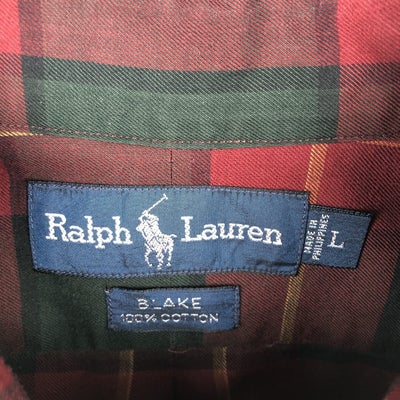 Ralph Lauren
MADE IN
PHILIPPINES
L
BLAKE
100% COTTON